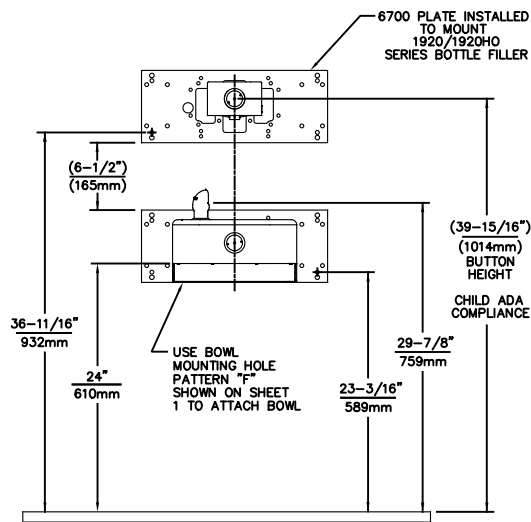 6700 PLATE INSTALLED
TO MOUNT
1920/1920HO
SERIES BOTTLE FILLER
(6-1/2")
(165mm)
(39-15/16")
(1014mm)
BUTTON
HEIGHT
CHILD ADA
COMPLIANCE
36-11/16"
932mm
24"
610mm
USE BOWL
MOUNTING HOLE
PATTERN "F"
SHOWN ON SHEET
1 TO ATTACH BOWL
29-7/8"
759mm
23-3/16"
589mm